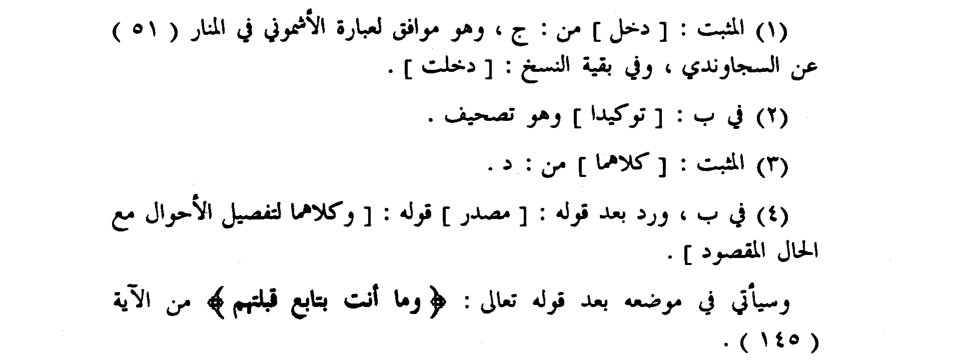 (١) المثبت : [ دخل ] من : ج ، وهو موافق لعبارة الأشموني في المنار ( ٥١ )
عن السجاوندي ، وفي بقية النسخ : [ دخلت ] .
(٢) في ب : [ توكيدا ] وهو تصحيف .
(٣) المثبت : [ كلاهما ] من : د .
(٤) في ب ، ورد بعد قوله : [ مصدر ] قوله : [ وكلاهما لتفصيل الأحوال مع
الحال المقصود ] .
وسيأتي في موضعه بعد قوله تعالى : ﴿ وما أنت بتابع قبلتهم ﴾ من الآية
( ١٤٥ ) .